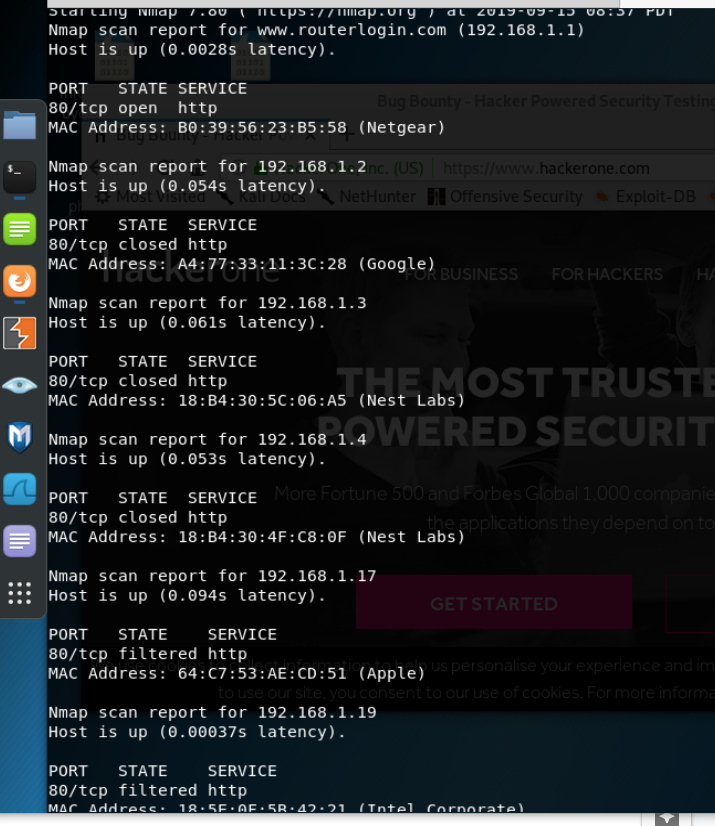 Starting Nmap 7.80 ( https://nmap.org ) at 2019-09-15 08:37 PDT
Nmap scan report for www.routerlogin.com (192.168.1.1)
Host is up (0.0028s latency).
PORT STATE SERVICE
80/tcp open http
MAC Address: B0:39:56:23:B5:58 (Netgear)
Nmap scan report for 192.168.1.2
Host is up (0.054s latency).
PORT STATE SERVICE
80/tcp closed http
MAC Address: A4:77:33:11:3C:28 (Google)
Nmap scan report for 192.168.1.3
Host is up (0.061s latency).
PORT STATE SERVICE
80/tcp closed http
MAC Address: 18:B4:30:5C:06:A5 (Nest Labs)
Nmap scan report for 192.168.1.4
Host is up (0.053s latency).
PORT STATE SERVICE
80/tcp closed http
MAC Address: 18:B4:30:4F:C8:0F (Nest Labs)
Nmap scan report for 192.168.1.17
Host is up (0.094s latency).
PORT STATE SERVICE
80/tcp filtered http
MAC Address: 64:C7:53:AE:CD:51 (Apple)
Nmap scan report for 192.168.1.19
Host is up (0.00037s latency).
PORT STATE SERVICE
80/tcp filtered http
MAC Address: 18:5E:0F:5B:42:21 (Intel Corporate)
Bug Bounty - Hacker Powered Security Testing
Bug Bounty - Hacker Pow
(US) https://www.hackerone.com
Most Visited Kali Docs NetHunter Offensive Security Exploit-DB
hackerone FOR BUSINESS FOR HACKERS HA
THE MOST TRUSTE
POWERED SECURIT
More Fortune 500 and Forbes Global 1,000 companie
the applications they depend on to
GET STARTED
We use cookies to collect information to help us personalise your experience and im
to use our site, you consent to our use of cookies. For more informa